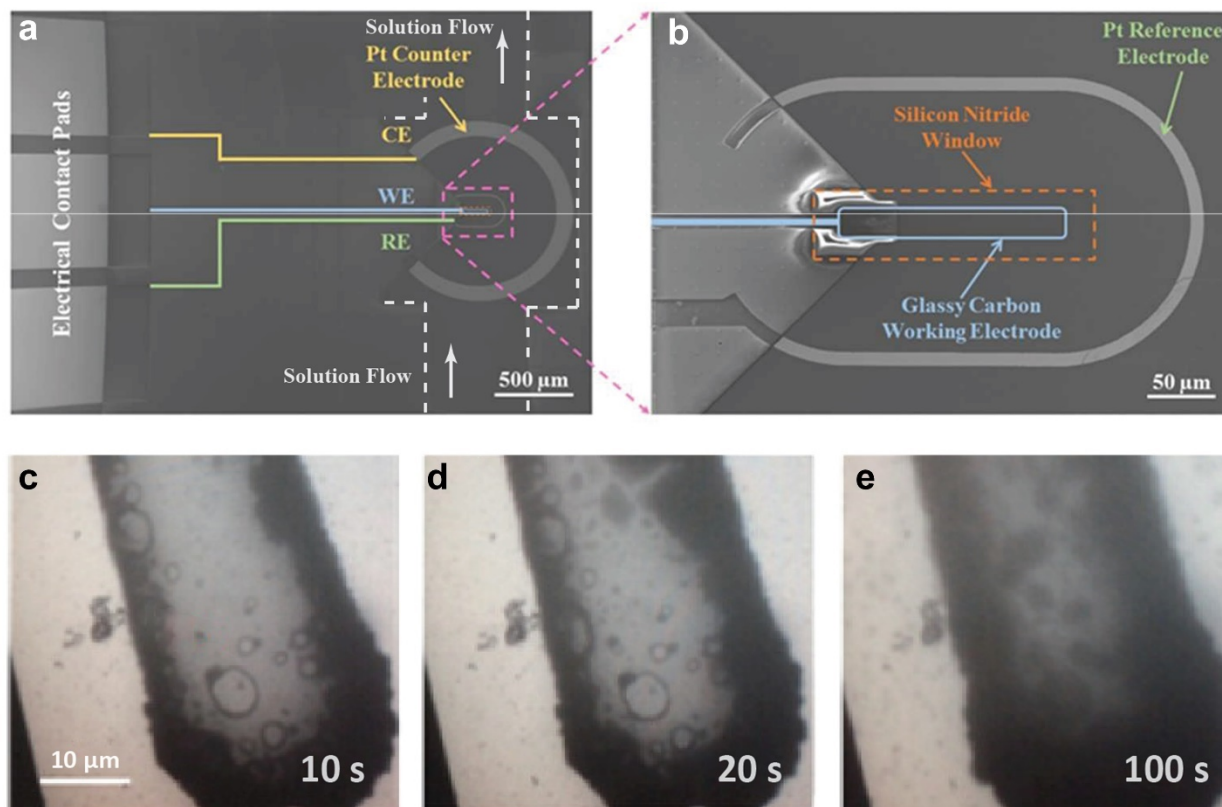 a
Solution Flow
Pt Counter
Electrode
Electrical Contact Pads
CE
WE
RE
Solution Flow
500 μm
b
Pt Reference
Electrode
Silicon Nitride
Window
Glassy Carbon
Working Electrode
50 μm
c
10 μm
10 s
d
20 s
e
100 s